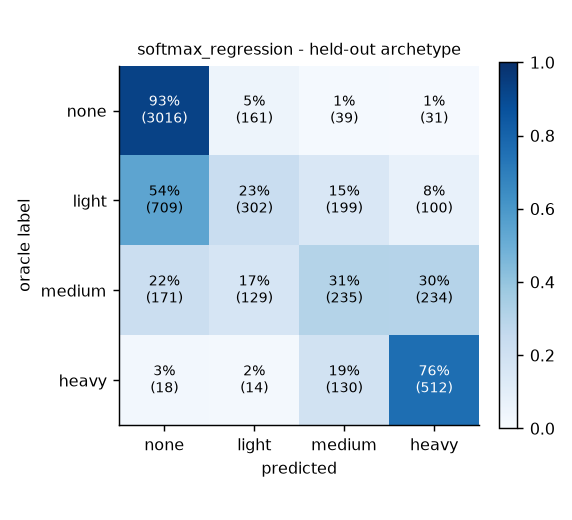 softmax_regression - held-out archetype
1.0
none 93% 5% 1% 1%
(3016) (161) (39) (31)
0.8
light 54% 23% 15% 8%
(709) (302) (199) (100)
0.6
oracle label
0.4
medium 22% 17% 31% 30%
(171) (129) (235) (234)
0.2
heavy 3% 2% 19% 76%
(18) (14) (130) (512)
0.0
none light medium heavy
predicted